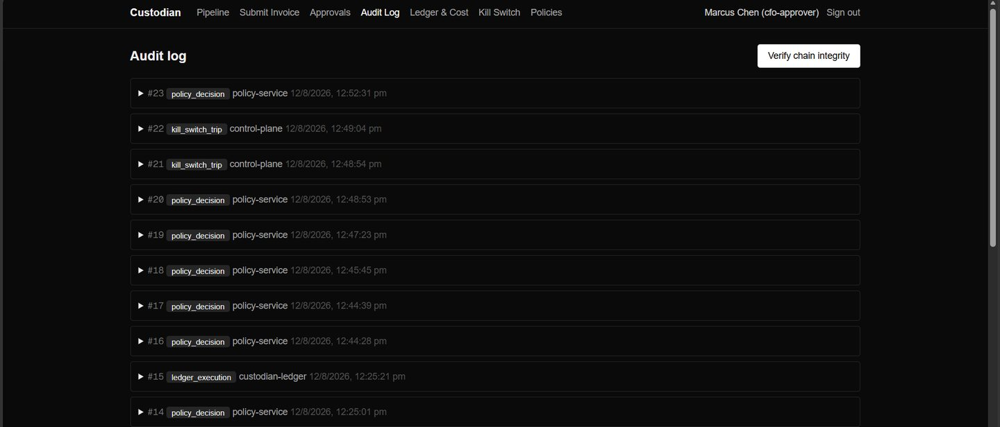 Custodian Pipeline Submit Invoice Approvals Audit Log Ledger & Cost Kill Switch Policies Marcus Chen (cfo-approver) Sign out
Audit log Verify chain integrity
#23 policy_decision policy-service 12/8/2026, 12:52:31 pm
#22 kill_switch_trip control-plane 12/8/2026, 12:49:04 pm
#21 kill_switch_trip control-plane 12/8/2026, 12:48:54 pm
#20 policy_decision policy-service 12/8/2026, 12:48:53 pm
#19 policy_decision policy-service 12/8/2026, 12:47:23 pm
#18 policy_decision policy-service 12/8/2026, 12:45:45 pm
#17 policy_decision policy-service 12/8/2026, 12:44:39 pm
#16 policy_decision policy-service 12/8/2026, 12:44:28 pm
#15 ledger_execution custodian-ledger 12/8/2026, 12:25:21 pm
#14 policy_decision policy-service 12/8/2026, 12:25:01 pm